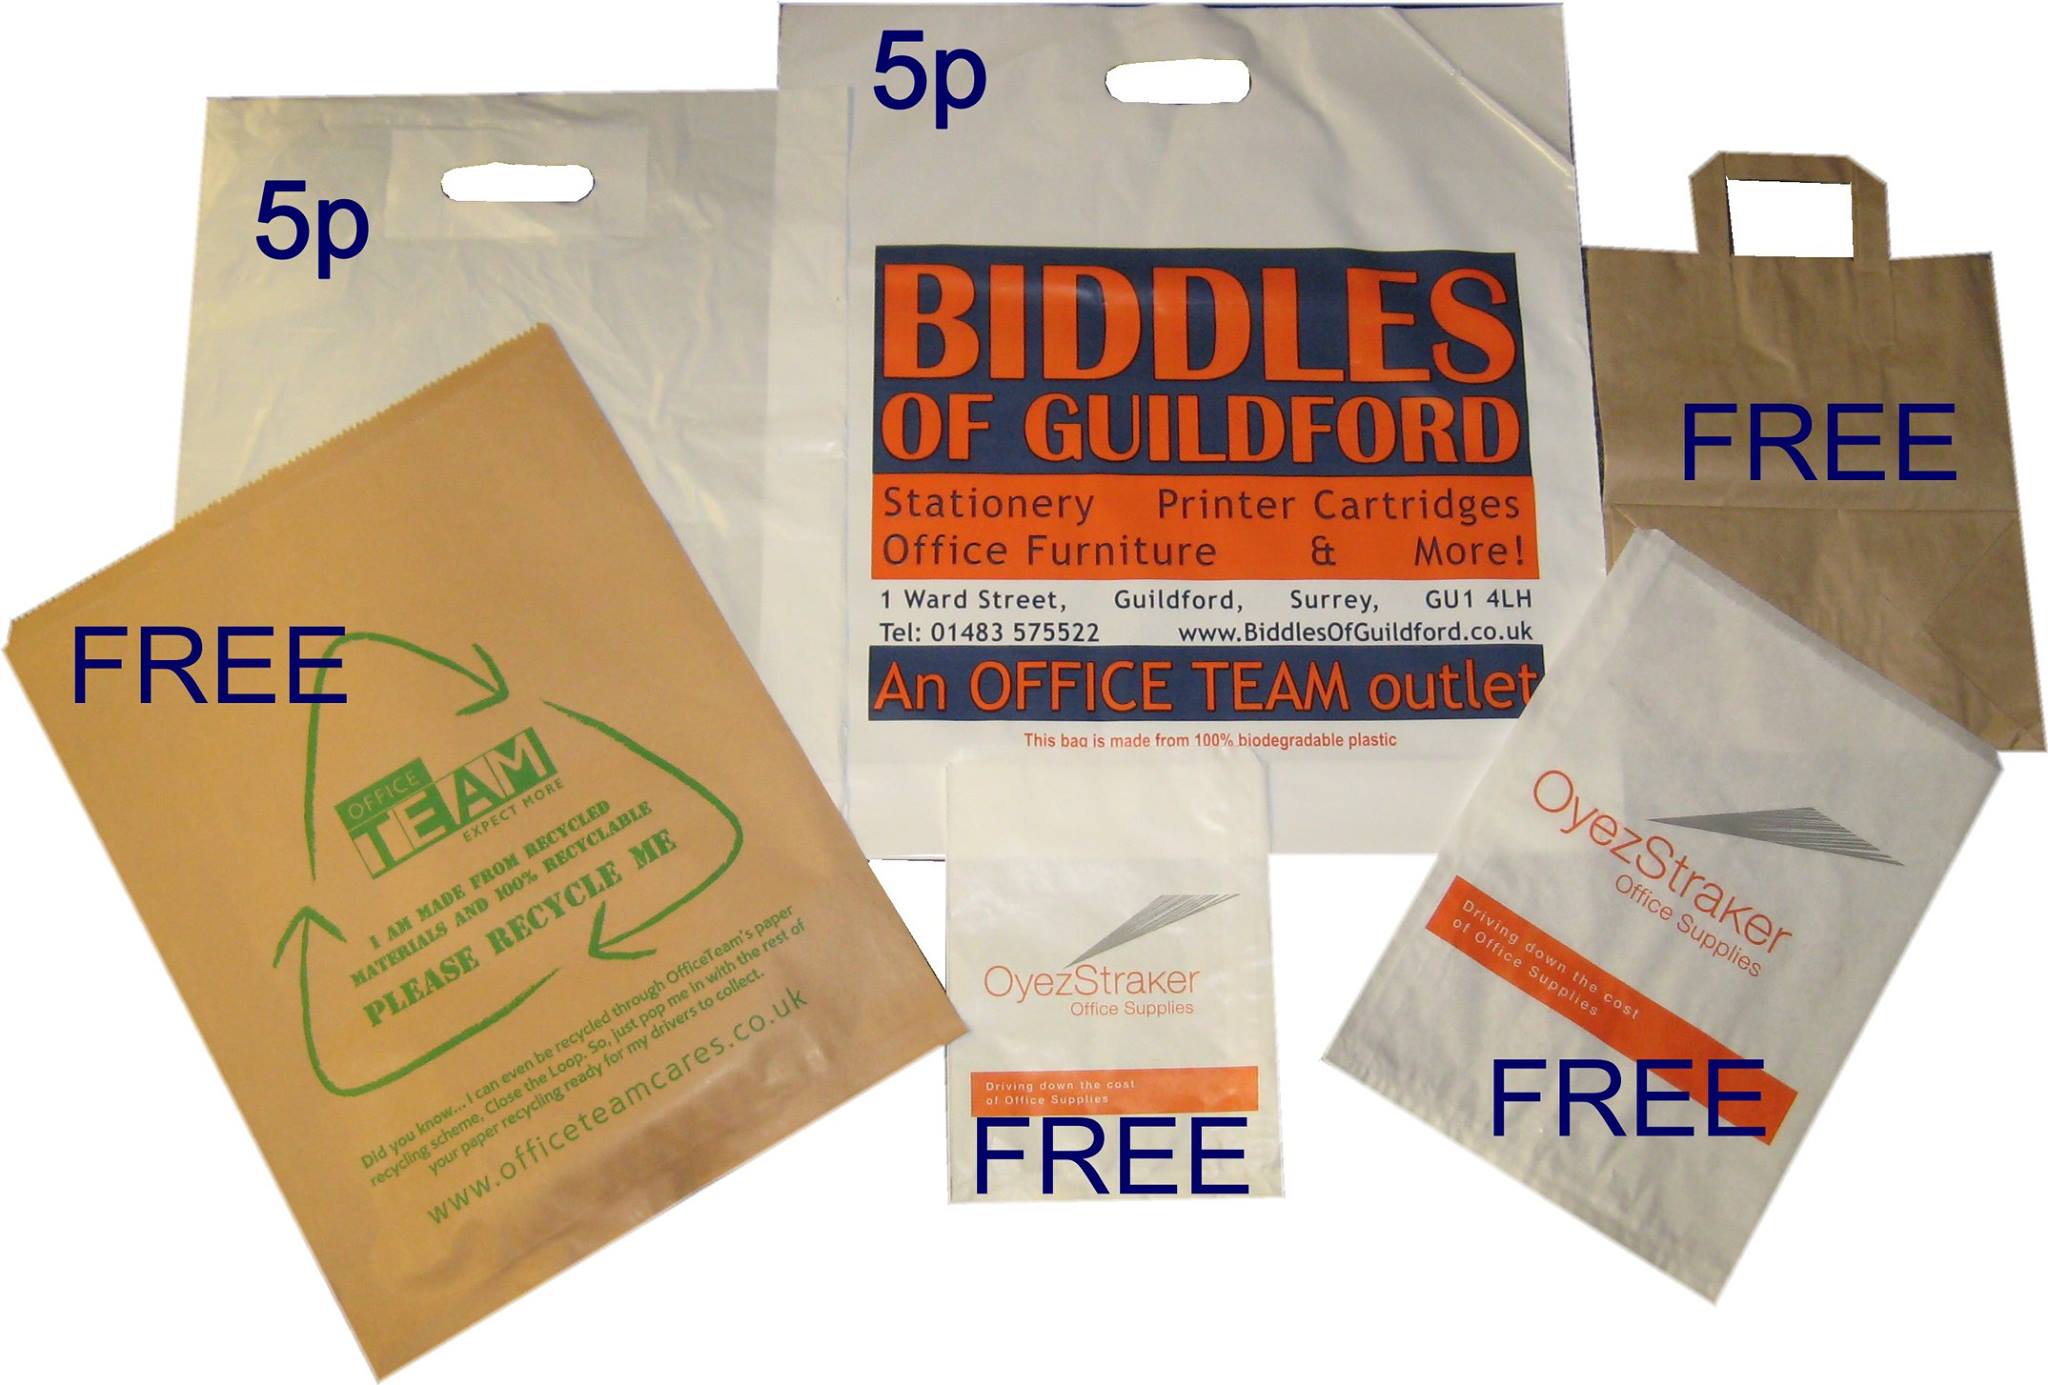 5p
5p
BIDDLES
OF GUILDFORD
Stationery Printer Cartridges
Office Furniture & More!
1 Ward Street, Guildford, Surrey, GU1 4LH
Tel: 01483 575522 www.BiddlesOfGuildford.co.uk
An OFFICE TEAM outlet
This bag is made from 100% biodegradable plastic
FREE
FREE
OFFICE
TEAM
EXPECT MORE
I AM MADE FROM RECYCLED
MATERIALS AND 100% RECYCLABLE
PLEASE RECYCLE ME
Did you know... I can even be recycled through OfficeTeam's paper
recycling scheme, Close the Loop. So, just pop me in with the rest of
your paper recycling ready for my drivers to collect.
www.officeteamcares.co.uk
OyezStraker
Office Supplies
Driving down the cost
of Office Supplies
FREE
OyezStraker
Office Supplies
Driving down the cost
of Office Supplies
FREE